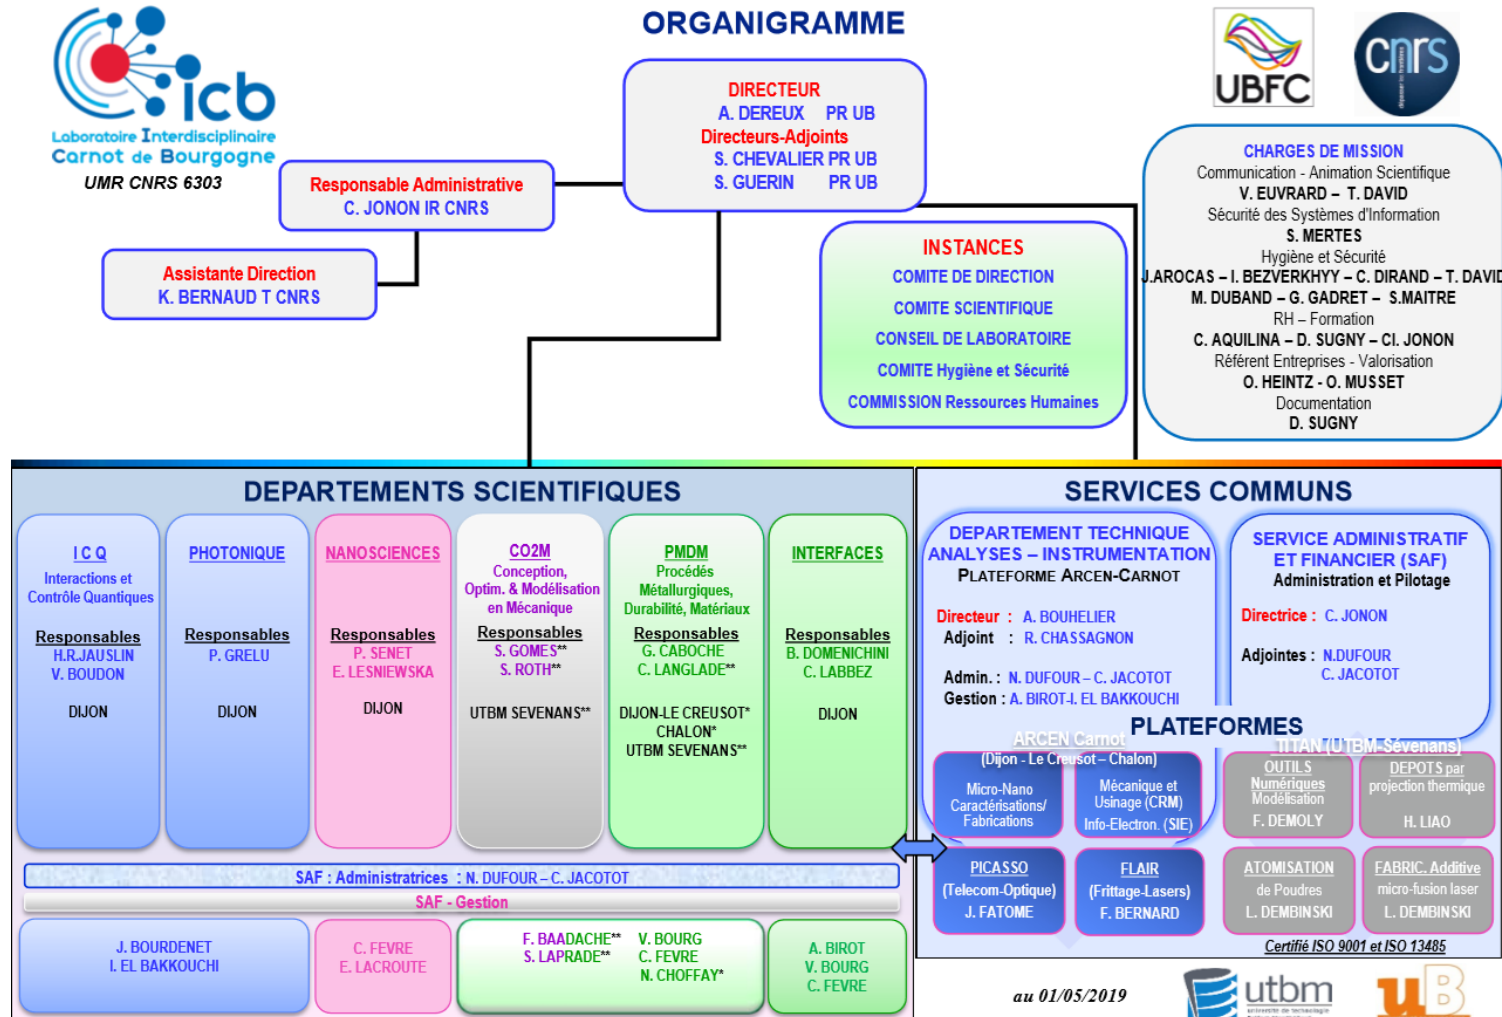 ORGANIGRAMME
icb
Laboratoire Interdisciplinaire
Carnot de Bourgogne
UMR CNRS 6303
UBFC
cnrs
dépasser les frontières
DIRECTEUR
A. DEREUX PR UB
Directeurs-Adjoints
S. CHEVALIER PR UB
S. GUERIN PR UB
Responsable Administrative
C. JONON IR CNRS
Assistante Direction
K. BERNAUD T CNRS
INSTANCES
COMITE DE DIRECTION
COMITE SCIENTIFIQUE
CONSEIL DE LABORATOIRE
COMITE Hygiène et Sécurité
COMMISSION Ressources Humaines
CHARGES DE MISSION
Communication - Animation Scientifique
V. EUVRARD – T. DAVID
Sécurité des Systèmes d'Information
S. MERTES
Hygiène et Sécurité
J.AROCAS – I. BEZVERKHYY – C. DIRAND – T. DAVID
M. DUBAND – G. GADRET – S.MAITRE
RH – Formation
C. AQUILINA – D. SUGNY – Cl. JONON
Référent Entreprises - Valorisation
O. HEINTZ - O. MUSSET
Documentation
D. SUGNY
DEPARTEMENTS SCIENTIFIQUES
I C Q
Interactions et
Contrôle Quantiques
Responsables
H.R.JAUSLIN
V. BOUDON
DIJON
PHOTONIQUE
Responsables
P. GRELU
DIJON
NANOSCIENCES
Responsables
P. SENET
E. LESNIEWSKA
DIJON
CO2M
Conception,
Optim. & Modélisation
en Mécanique
Responsables
S. GOMES**
S. ROTH**
UTBM SEVENANS**
PMDM
Procédés
Métallurgiques,
Durabilité, Matériaux
Responsables
G. CABOCHE
C. LANGLADE**
DIJON-LE CREUSOT*
CHALON*
UTBM SEVENANS**
INTERFACES
Responsables
B. DOMENICHINI
C. LABBEZ
DIJON
SAF : Administratrices : N. DUFOUR – C. JACOTOT
SAF - Gestion
J. BOURDENET
I. EL BAKKOUCHI
C. FEVRE
E. LACROUTE
F. BAADACHE** V. BOURG
S. LAPRADE** C. FEVRE
N. CHOFFAY*
A. BIROT
V. BOURG
C. FEVRE
SERVICES COMMUNS
DEPARTEMENT TECHNIQUE
ANALYSES – INSTRUMENTATION
PLATEFORME ARCEN-CARNOT
Directeur : A. BOUHELIER
Adjoint : R. CHASSAGNON
Admin. : N. DUFOUR – C. JACOTOT
Gestion : A. BIROT-I. EL BAKKOUCHI
SERVICE ADMINISTRATIF
ET FINANCIER (SAF)
Administration et Pilotage
Directrice : C. JONON
Adjointes : N.DUFOUR
C. JACOTOT
PLATEFORMES
ARCEN Carnot
(Dijon - Le Creusot – Chalon)
Micro-Nano
Caractérisations/
Fabrications
Mécanique et
Usinage (CRM)
Info-Electron. (SIE)
PICASSO
(Telecom-Optique)
J. FATOME
FLAIR
(Frittage-Lasers)
F. BERNARD
TITAN (UTBM-Sévenans)
OUTILS
Numériques
Modélisation
F. DEMOLY
DEPOTS par
projection thermique
H. LIAO
ATOMISATION
de Poudres
L. DEMBINSKI
FABRIC. Additive
micro-fusion laser
L. DEMBINSKI
Certifié ISO 9001 et ISO 13485
au 01/05/2019
utbm
université de technologie
uB